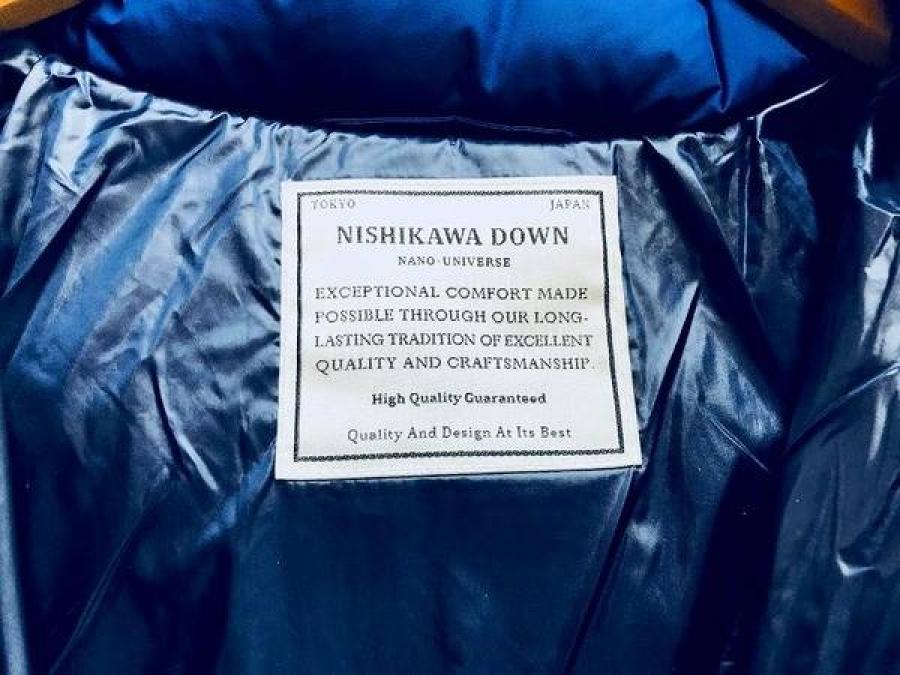 TOKYO JAPAN
NISHIKAWA DOWN
NANO·UNIVERSE
EXCEPTIONAL COMFORT MADE
POSSIBLE THROUGH OUR LONG-
LASTING TRADITION OF EXCELLENT
QUALITY AND CRAFTSMANSHIP.
High Quality Guaranteed
Quality And Design At Its Best